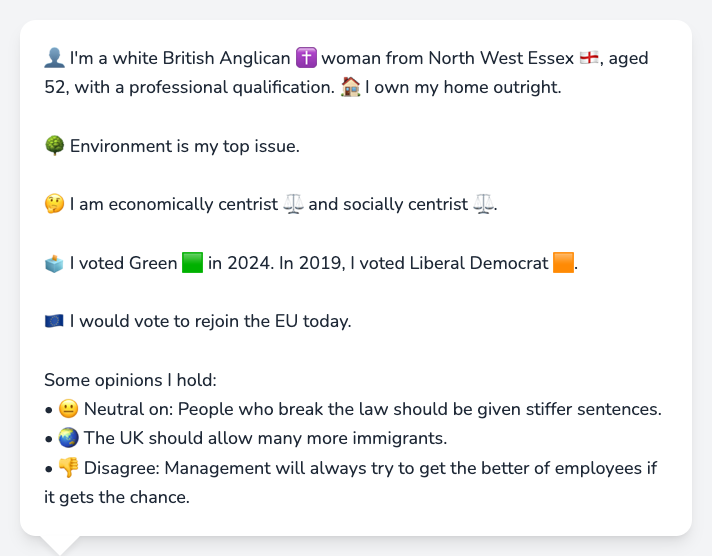 👤 I'm a white British Anglican ✝️ woman from North West Essex 🏴󠁧󠁢󠁥󠁮󠁧󠁿, aged
52, with a professional qualification. 🏠 I own my home outright.
🌳 Environment is my top issue.
🤔 I am economically centrist ⚖️ and socially centrist ⚖️.
🗳️ I voted Green 🟩 in 2024. In 2019, I voted Liberal Democrat 🟧.
🇪🇺 I would vote to rejoin the EU today.
Some opinions I hold:
• 😐 Neutral on: People who break the law should be given stiffer sentences.
• 🌏 The UK should allow many more immigrants.
• 👎 Disagree: Management will always try to get the better of employees if
it gets the chance.